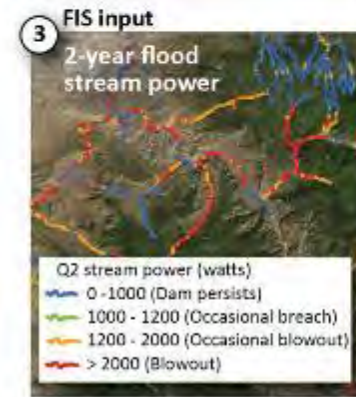 3
FIS input
2-year flood
stream power
Q2 stream power (watts)
0 -1000 (Dam persists)
1000 - 1200 (Occasional breach)
1200 - 2000 (Occasional blowout)
> 2000 (Blowout)